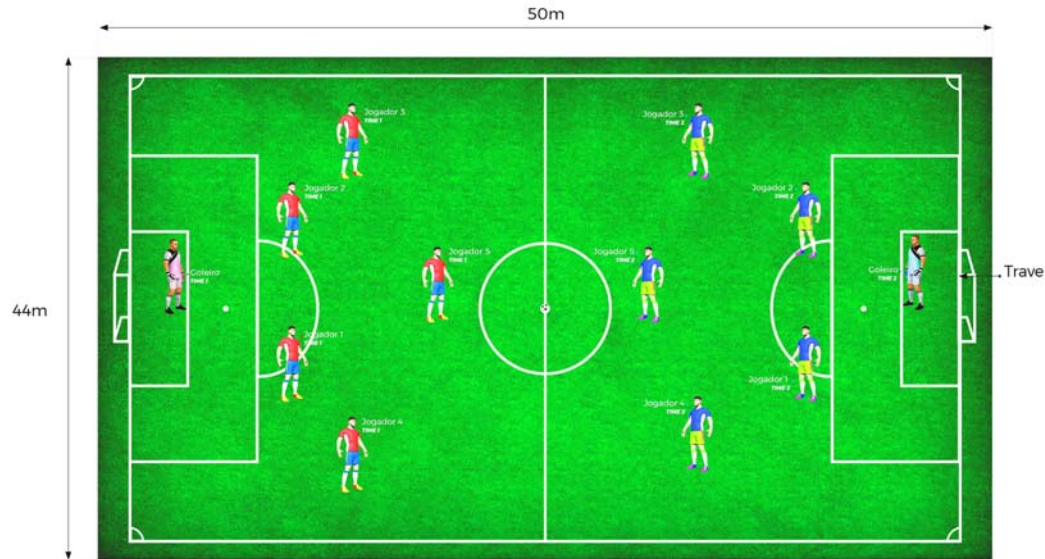 50m
Jogador 3
TIME 1
Jogador 3
TIME 2
Jogador 2
TIME 1
Jogador 2
TIME 2
Jogador 5
TIME 1
Jogador 5
TIME 2
Goleiro
TIME 1
Goleiro
TIME 2
Trave
44m
Jogador 1
TIME 1
Jogador 1
TIME 2
Jogador 4
TIME 1
Jogador 4
TIME 2